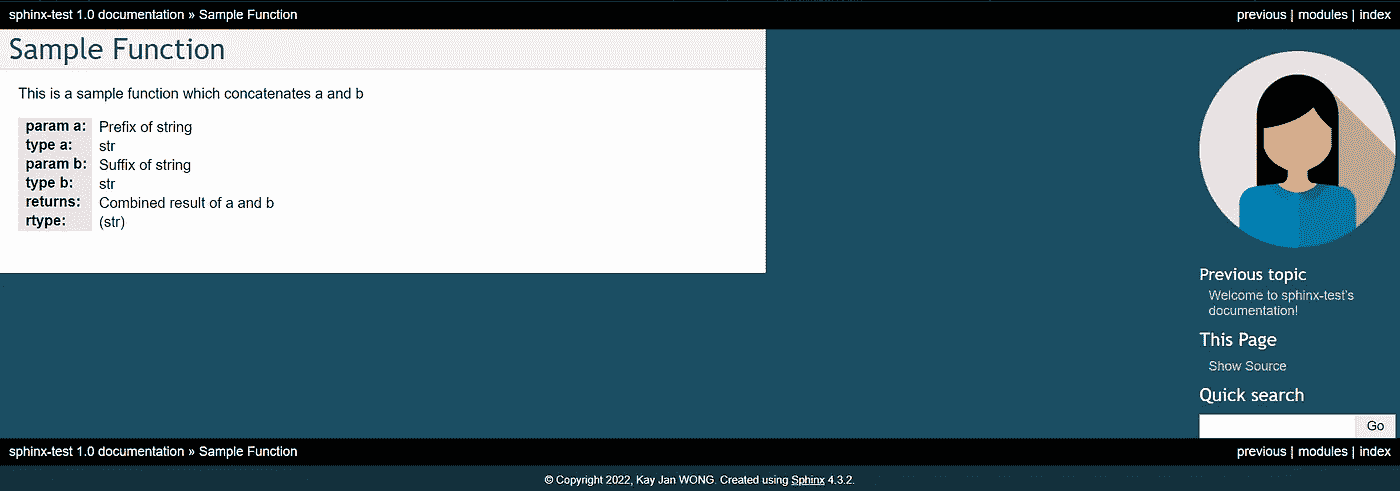 sphinx-test 1.0 documentation » Sample Function
previous | modules | index
Sample Function
This is a sample function which concatenates a and b
param a: Prefix of string
type a: str
param b: Suffix of string
type b: str
returns: Combined result of a and b
rtype: (str)
Previous topic
Welcome to sphinx-test's
documentation!
This Page
Show Source
Quick search
Go
sphinx-test 1.0 documentation » Sample Function
previous | modules | index
© Copyright 2022, Kay Jan WONG. Created using Sphinx 4.3.2.